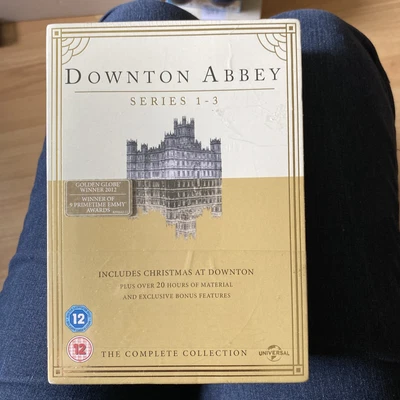 DOWNTON ABBEY
SERIES 1-3
'GOLDEN GLOBE'
WINNER 2012
WINNER OF
9 PRIMETIME EMMY
AWARDS
INCLUDES CHRISTMAS AT DOWNTON
PLUS OVER 20 HOURS OF MATERIAL
AND EXCLUSIVE BONUS FEATURES
12
12
THE COMPLETE COLLECTION
UNIVERSAL